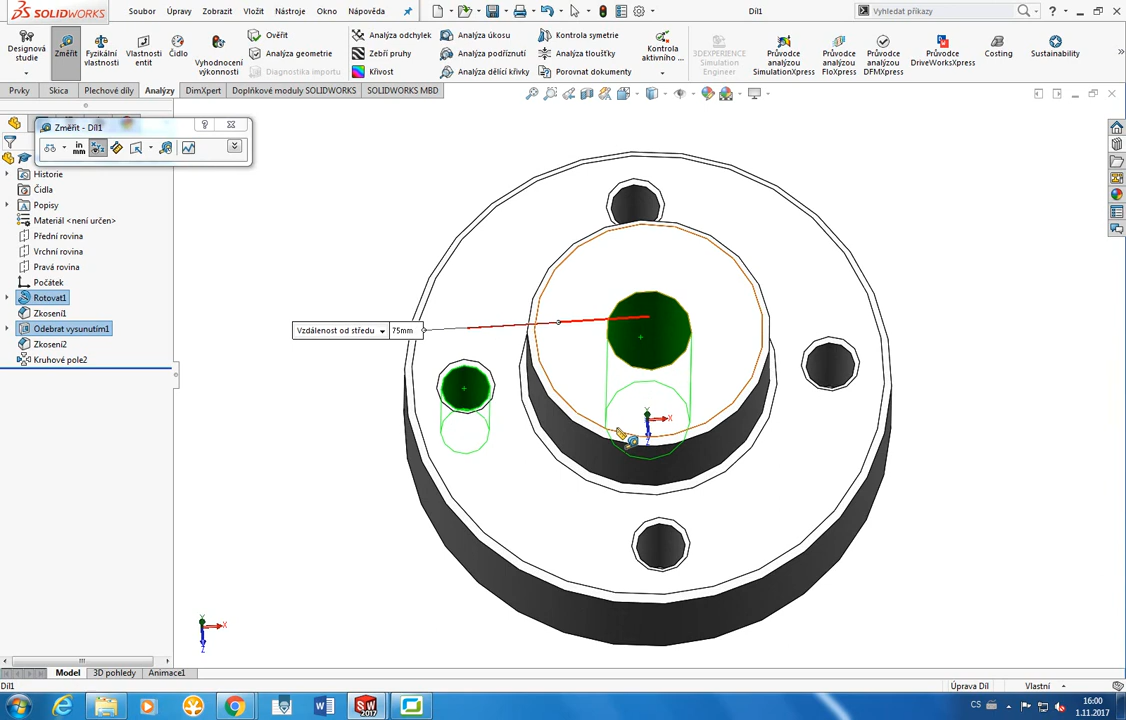 SOLIDWORKS Soubor Úpravy Zobrazit Vložit Nástroje Okno Nápověda Díl1 Vyhledat příkazy
Designová studie
Změřit
Fyzikální vlastnosti
Vlastnosti entit
Čidlo
Vyhodnocení výkonnosti
Ověřit
Analýza geometrie
Diagnostika importu
Analýza odchylek
Zebří pruhy
Křivost
Analýza úkosu
Analýza podříznutí
Analýza dělící křivky
Kontrola symetrie
Analýza tloušťky
Porovnat dokumenty
Kontrola aktivního ...
3DEXPERIENCE Simulation Engineer
Průvodce analýzou SimulationXpress
Průvodce analýzou FloXpress
Průvodce analýzou DFMXpress
Průvodce DriveWorksXpress
Costing
Sustainability
Prvky Skica Plechové díly Analýzy DimXpert Doplňkové moduly SOLIDWORKS SOLIDWORKS MBD
Změřit - Díl1
in
mm
Historie
Čidla
Popisy
Materiál <není určen>
Přední rovina
Vrchní rovina
Pravá rovina
Počátek
Rotovat1
Zkosení1
Odebrat vysunutím1
Zkosení2
Kruhové pole2
Vzdálenost od středu 75mm
X
Z
Y
X
Z
Model 3D pohledy Animace1
Díl1 Úprava Díl Vlastní
SW
2017
CS
16:00
1.11.2017